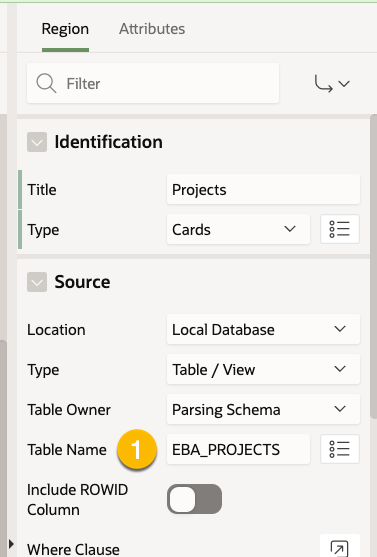 Region Attributes
Filter
Identification
Title Projects
Type Cards
Source
Location Local Database
Type Table / View
Table Owner Parsing Schema
Table Name 1 EBA_PROJECTS
Include ROWID
Column
Where Clause